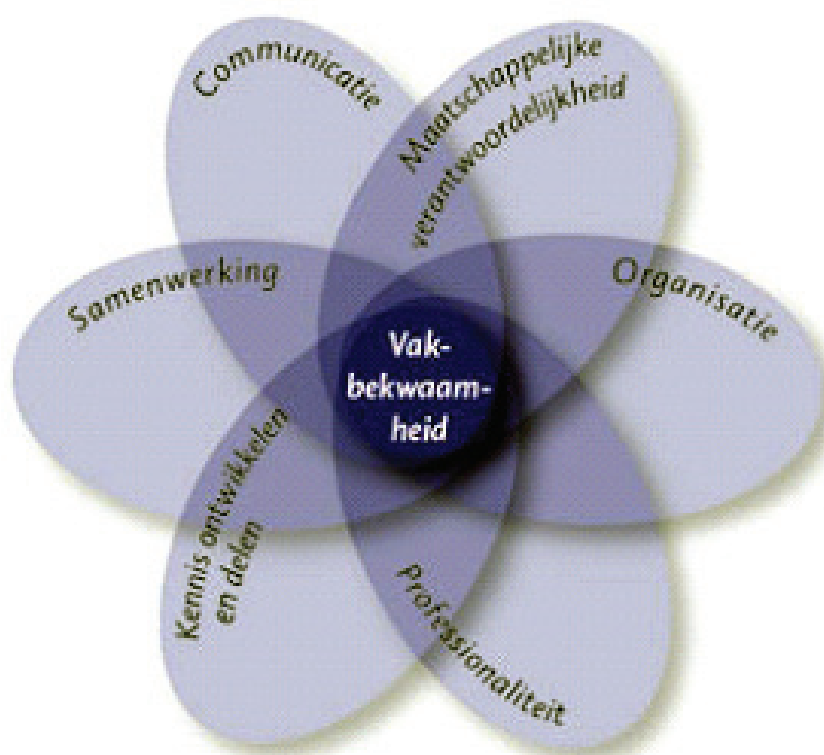 Communicatie
Maatschappelijke
verantwoordelijkheid
Samenwerking
Organisatie
Vak-
bekwaam-
heid
Kennis ontwikkelen
en delen
Professionaliteit